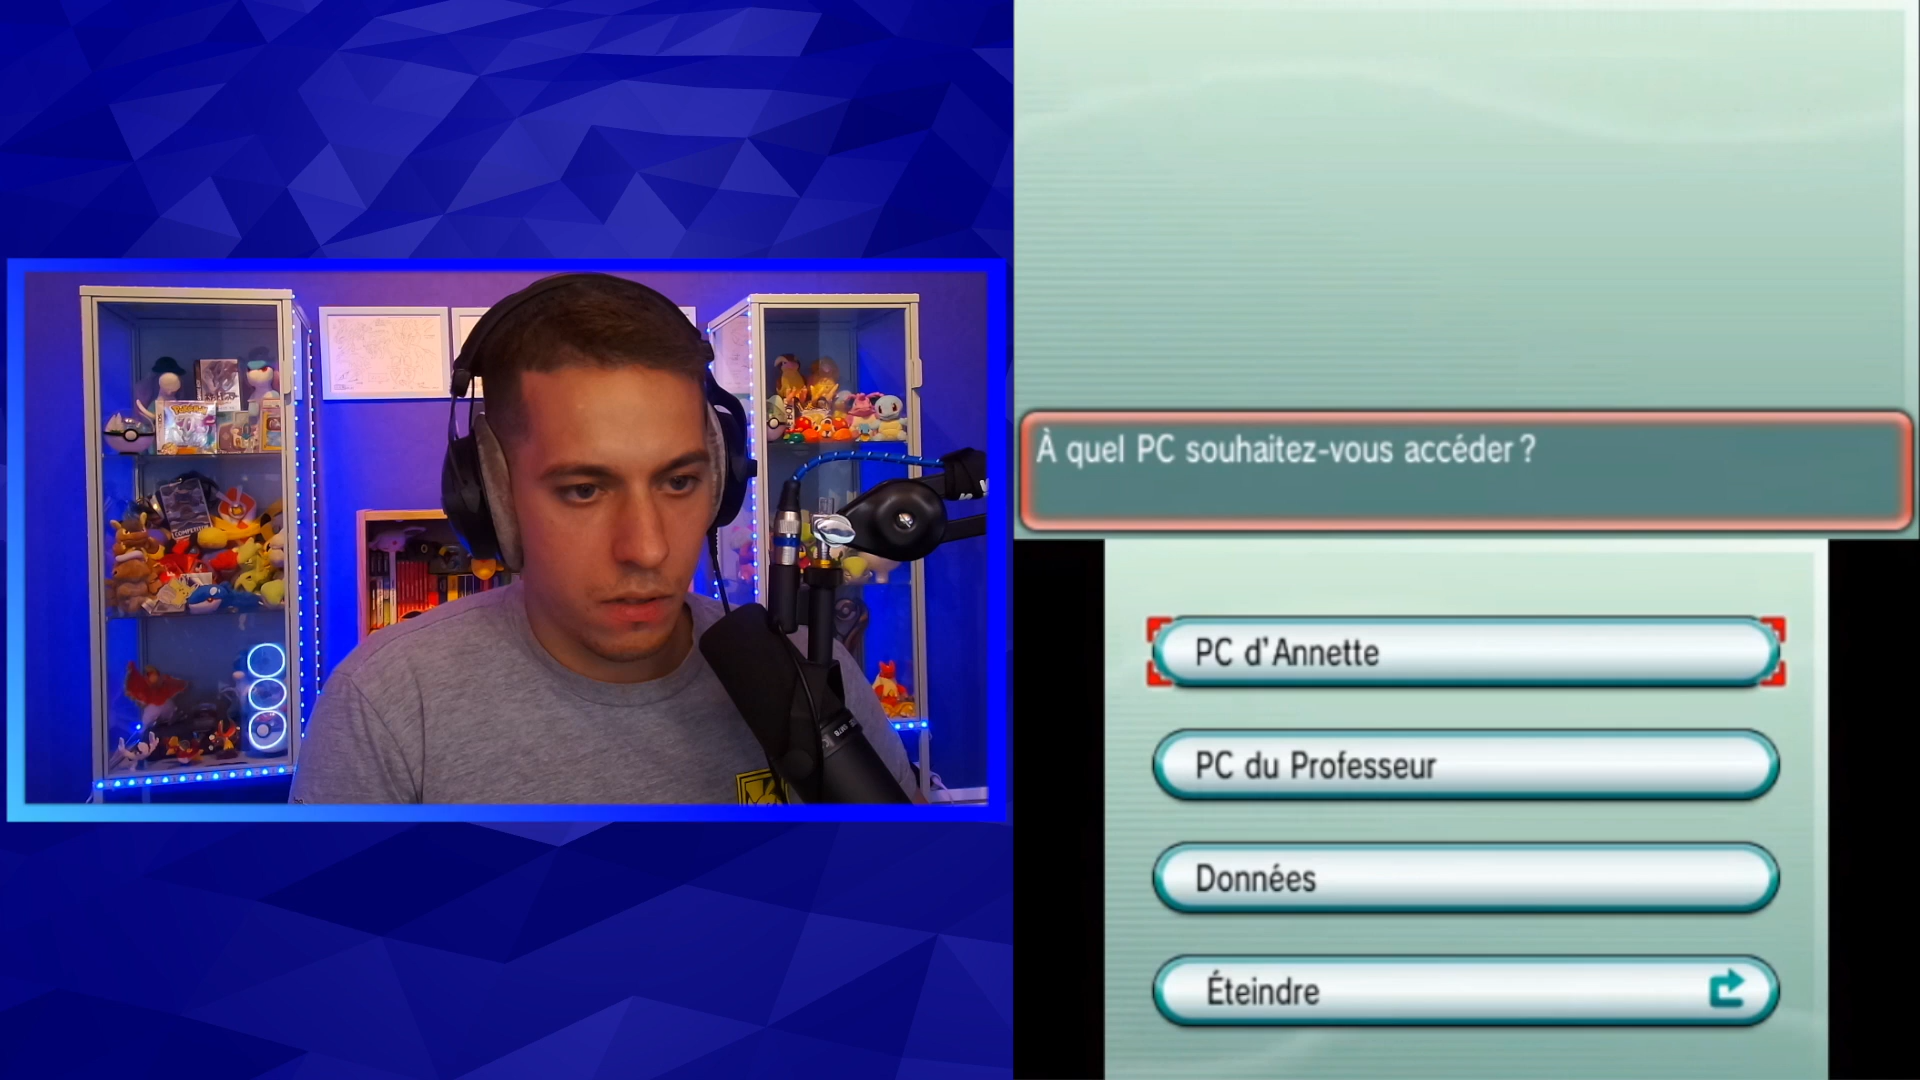 À quel PC souhaitez-vous accéder ?
PC d'Annette
PC du Professeur
Données
Éteindre